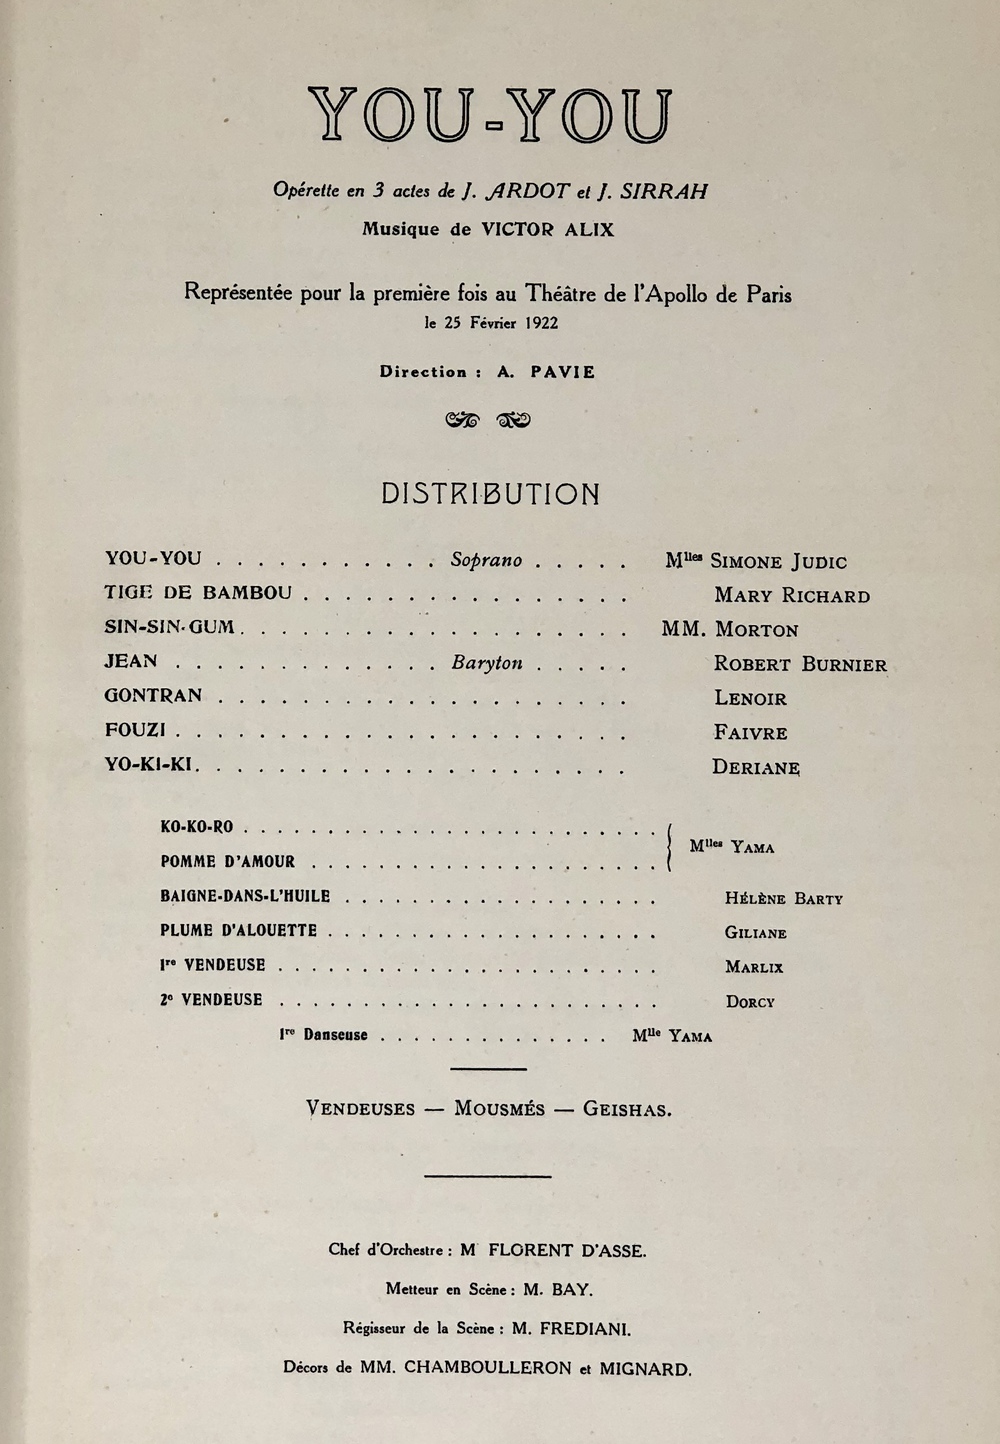 YOU-YOU
Opérette en 3 actes de J. ARDOT et J. SIRRAH
Musique de VICTOR ALIX
Représentée pour la première fois au Théâtre de l'Apollo de Paris
le 25 Février 1922
Direction : A. PAVIE
DISTRIBUTION
YOU-YOU . . . . . . . . . . . Soprano . . . . . Mlles SIMONE JUDIC
TIGE DE BAMBOU . . . . . . . . . . . . . . . . MARY RICHARD
SIN-SIN-GUM . . . . . . . . . . . . . . . . . . . MM. MORTON
JEAN . . . . . . . . . . . . . Baryton . . . . . ROBERT BURNIER
GONTRAN . . . . . . . . . . . . . . . . . . . . LENOIR
FOUZI . . . . . . . . . . . . . . . . . . . . . . FAIVRE
YO-KI-KI . . . . . . . . . . . . . . . . . . . . . DERIANE
KO-KO-RO . . . . . . . . . . . . . . . . . . . . . . . . .
POMME D'AMOUR . . . . . . . . . . . . . . . . . . . . . } Mlles YAMA
BAIGNE-DANS-L'HUILE . . . . . . . . . . . . . . . . . . . HÉLÈNE BARTY
PLUME D'ALOUETTE . . . . . . . . . . . . . . . . . . . . GILIANE
1re VENDEUSE . . . . . . . . . . . . . . . . . . . . . . . MARLIX
2e VENDEUSE . . . . . . . . . . . . . . . . . . . . . . . DORCY
1re Danseuse . . . . . . . . . . . . . . Mlle YAMA
VENDEUSES — MOUSMÉS — GEISHAS.
Chef d'Orchestre : M FLORENT D'ASSE.
Metteur en Scène : M. BAY.
Régisseur de la Scène : M. FREDIANI.
Décors de MM. CHAMBOULLERON et MIGNARD.